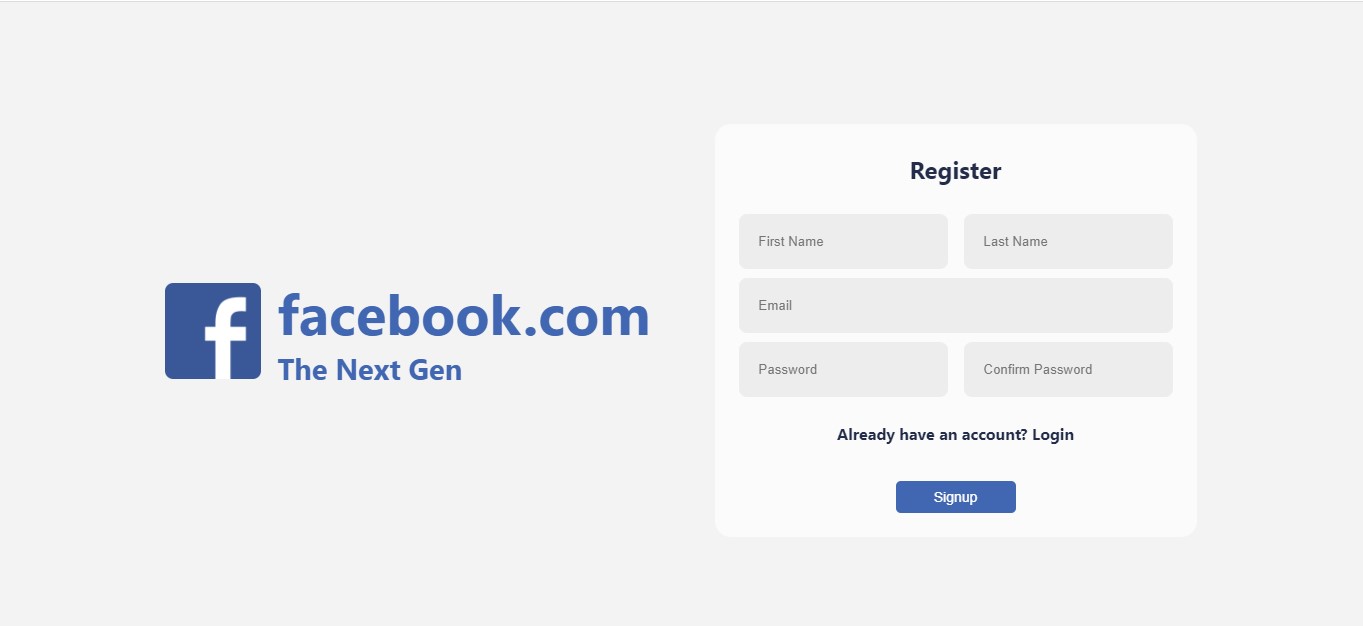 facebook.com
The Next Gen
Register
First Name
Last Name
Email
Password
Confirm Password
Already have an account? Login
Signup